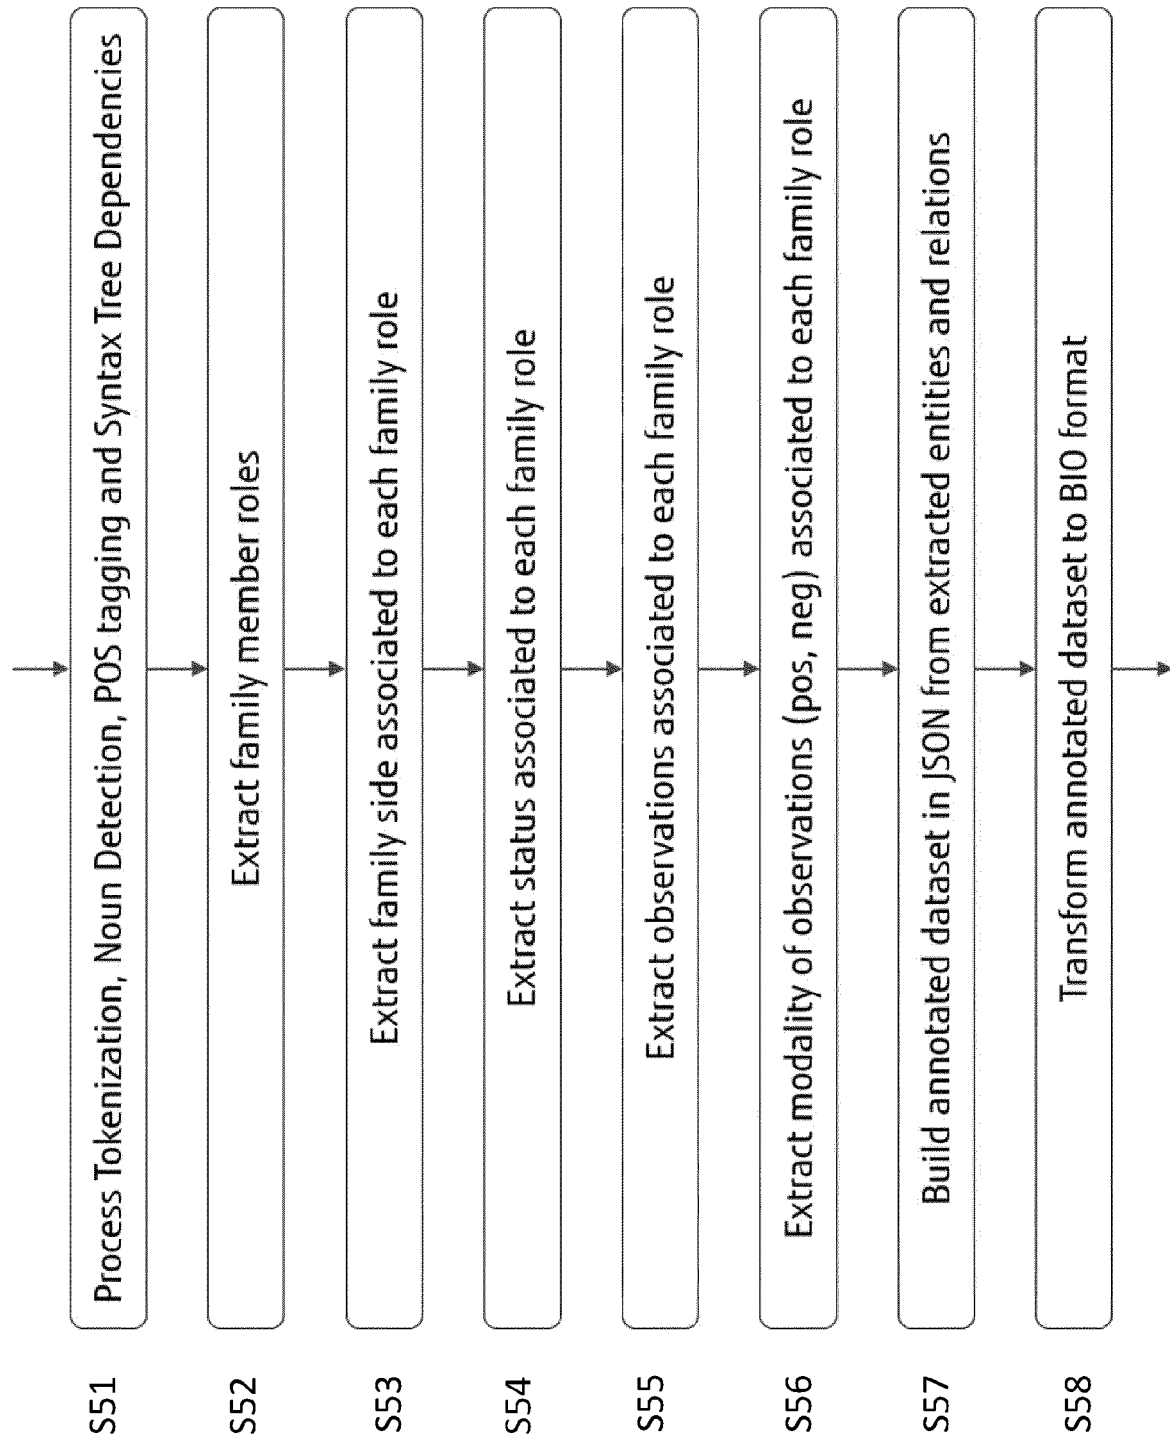 S51 Process Tokenization, Noun Detection, POS tagging and Syntax Tree Dependencies
S52 Extract family member roles
S53 Extract family side associated to each family role
S54 Extract status associated to each family role
S55 Extract observations associated to each family role
S56 Extract modality of observations (pos, neg) associated to each family role
S57 Build annotated dataset in JSON from extracted entities and relations
S58 Transform annotated dataset to BIO format